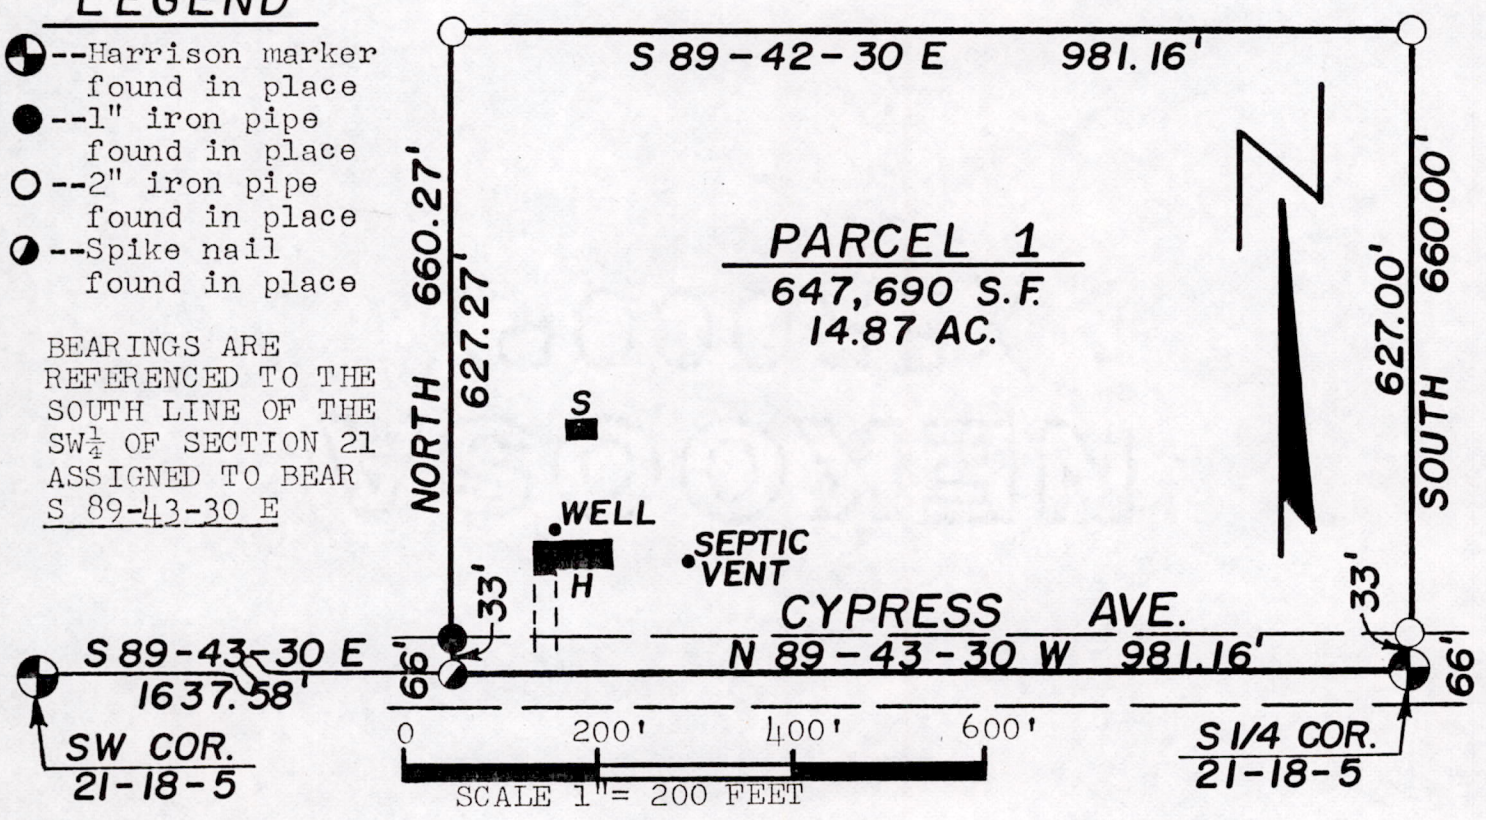 LEGEND
--Harrison marker
found in place
--1" iron pipe
found in place
--2" iron pipe
found in place
--Spike nail
found in place
BEARINGS ARE
REFERENCED TO THE
SOUTH LINE OF THE
SW¼ OF SECTION 21
ASSIGNED TO BEAR
S 89-43-30 E
S 89-42-30 E 981.16'
NORTH 660.27'
627.27'
PARCEL 1
647,690 S.F.
14.87 AC.
627.00'
SOUTH 660.00'
S
WELL
H
SEPTIC
VENT
33'
33'
CYPRESS AVE.
N 89-43-30 W 981.16'
S 89-43-30 E
1637.58'
66'
66'
SW COR.
21-18-5
S 1/4 COR.
21-18-5
0 200' 400' 600'
SCALE 1"= 200 FEET